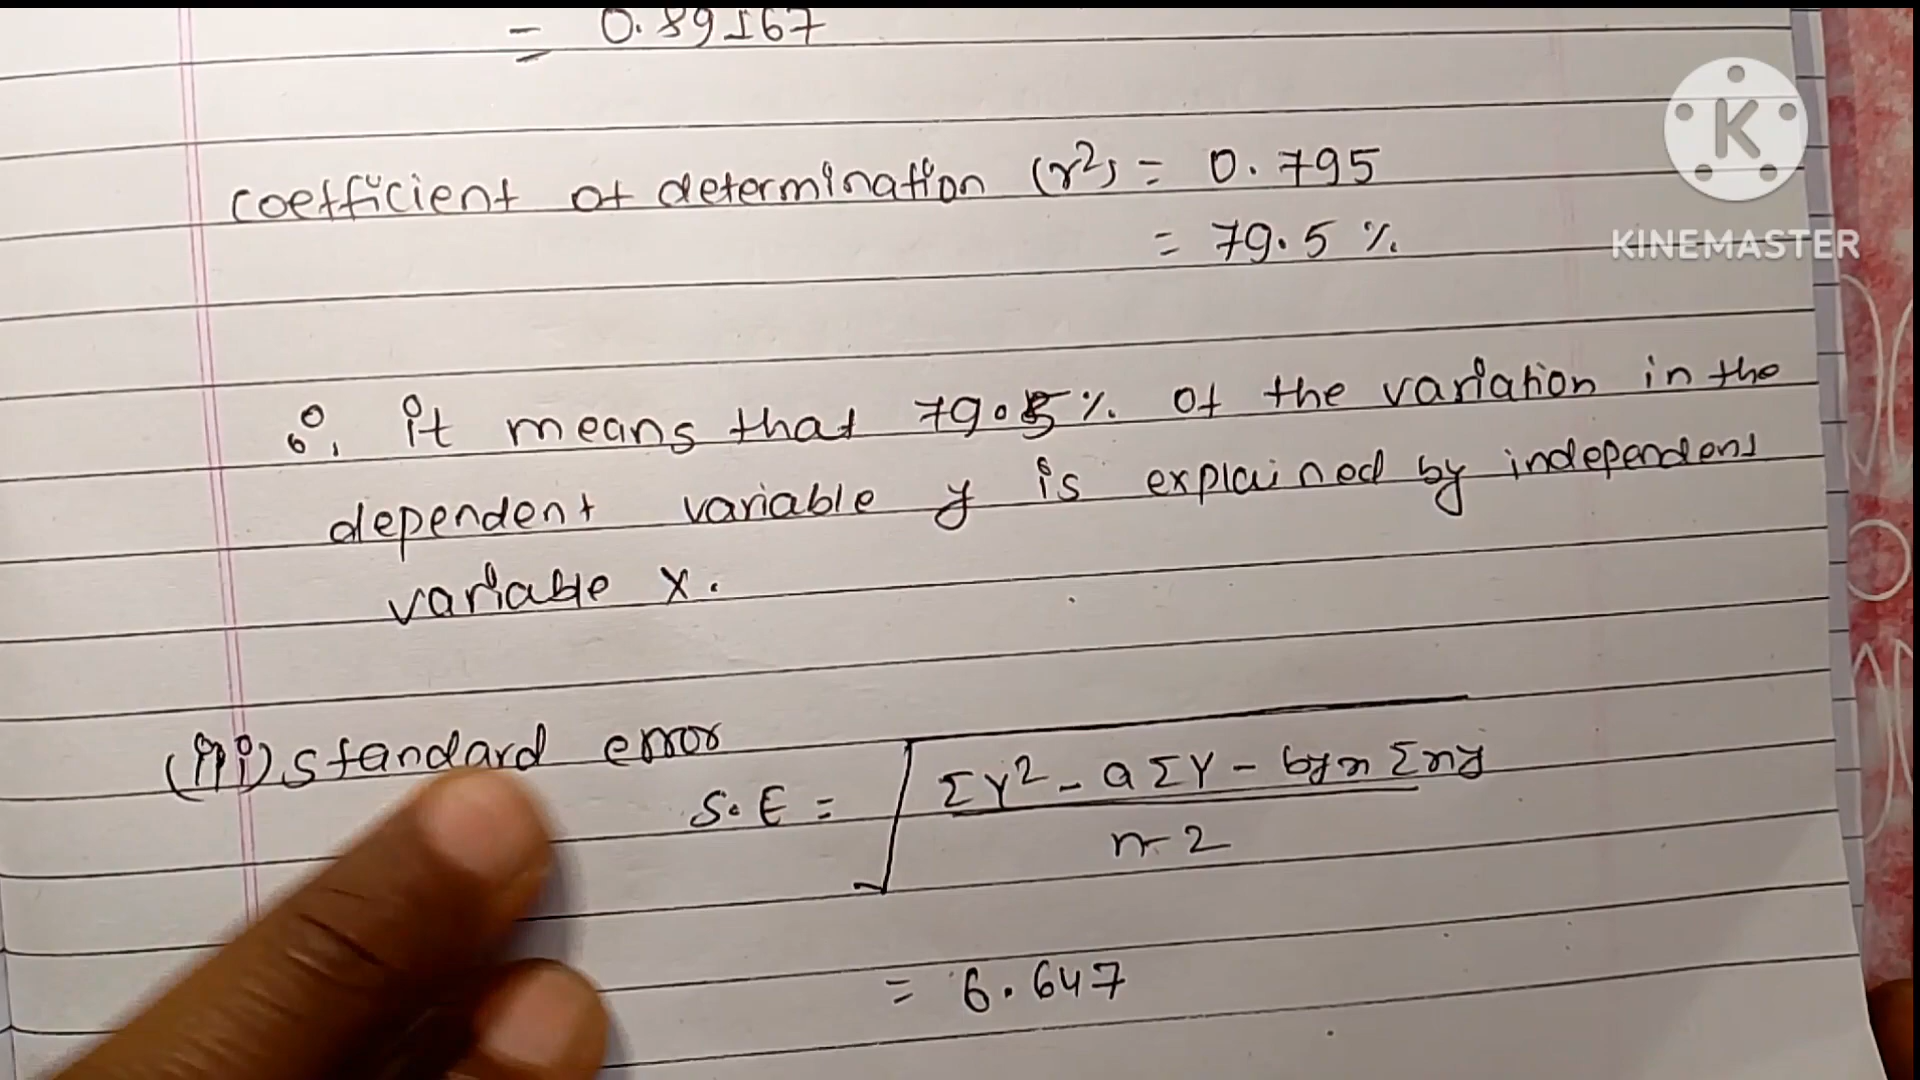 = 0.89167
K
KINEMASTER
coefficient of determination (r²) = 0.795
= 79.5 %
∴ it means that 79.5% of the variation in the
dependent variable y is explained by independent
variable x.
(iii) standard error
S.E = √((ΣY² - aΣY - byx Σxy) / (n-2))
= 6.647